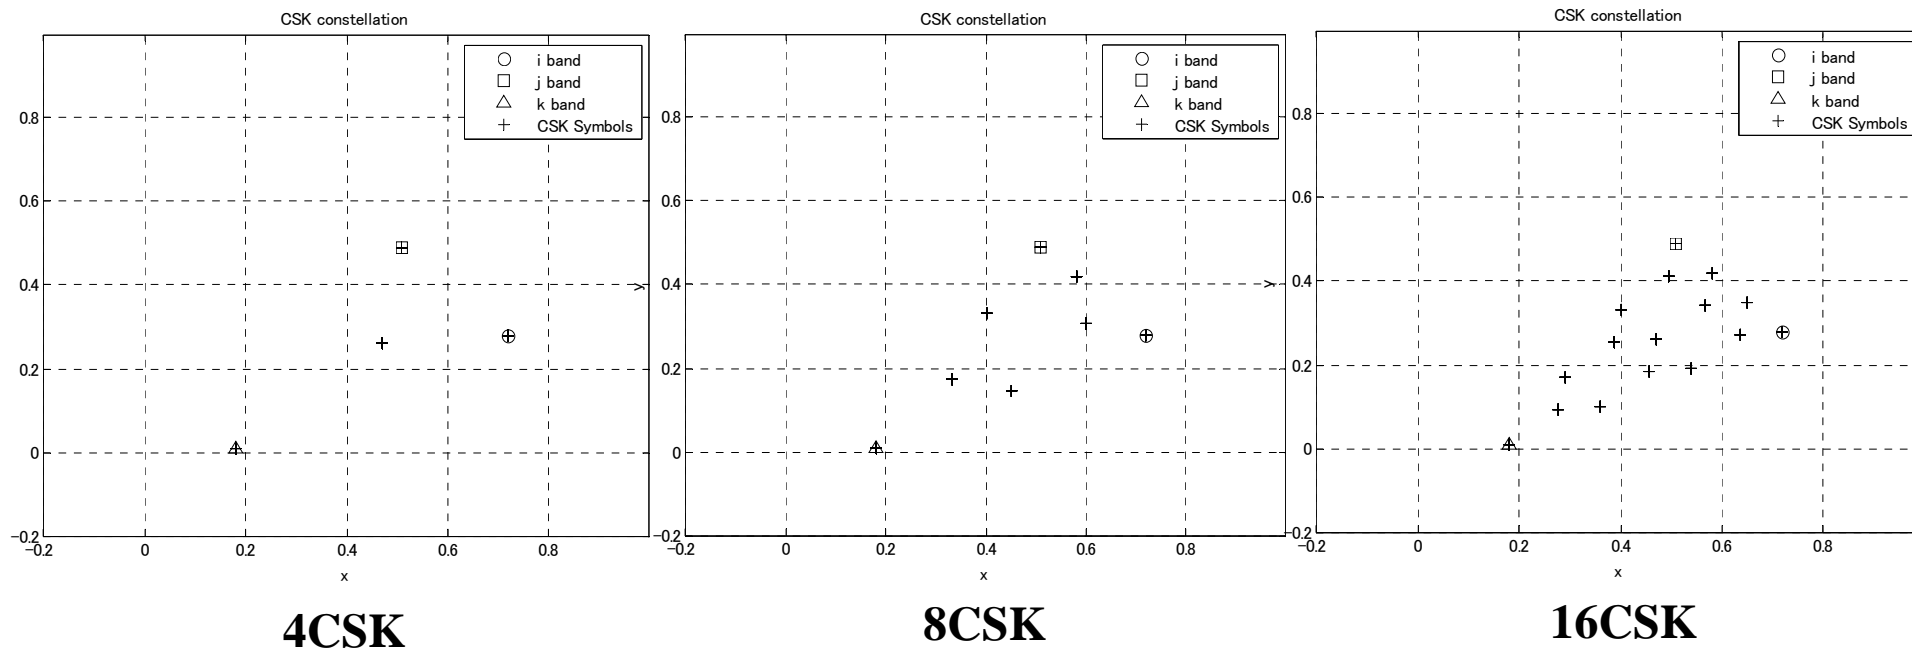 CSK constellation
i band
j band
k band
CSK Symbols
0.8
0.6
0.4
0.2
0
−0.2
−0.2 0 0.2 0.4 0.6 0.8
x
y
4CSK
CSK constellation
i band
j band
k band
CSK Symbols
0.8
0.6
0.4
0.2
0
−0.2
−0.2 0 0.2 0.4 0.6 0.8
x
y
8CSK
CSK constellation
i band
j band
k band
CSK Symbols
0.8
0.6
0.4
0.2
0
−0.2
−0.2 0 0.2 0.4 0.6 0.8
x
16CSK